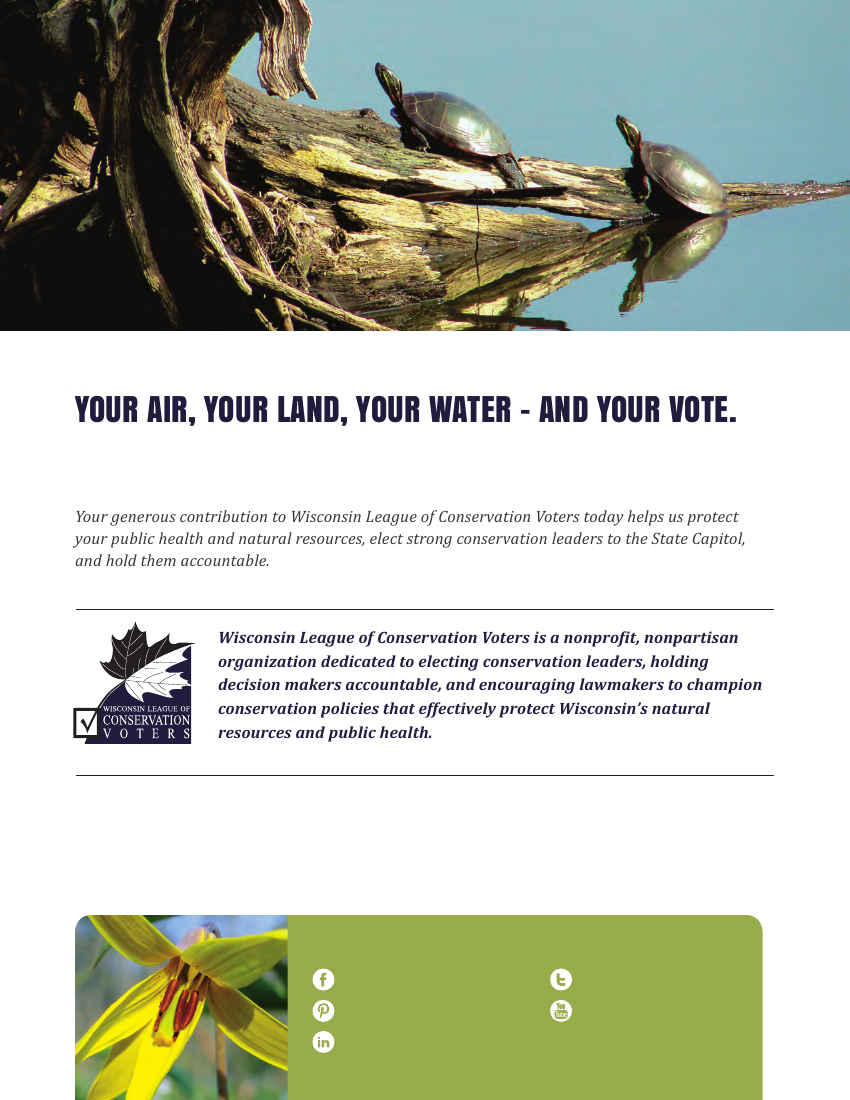 YOUR AIR, YOUR LAND, YOUR WATER - AND YOUR VOTE.
Your generous contribution to Wisconsin League of Conservation Voters today helps us protect
your public health and natural resources, elect strong conservation leaders to the State Capitol,
and hold them accountable.
WISCONSIN LEAGUE OF
CONSERVATION
VOTERS
Wisconsin League of Conservation Voters is a nonprofit, nonpartisan
organization dedicated to electing conservation leaders, holding
decision makers accountable, and encouraging lawmakers to champion
conservation policies that effectively protect Wisconsin’s natural
resources and public health.
You
Tube